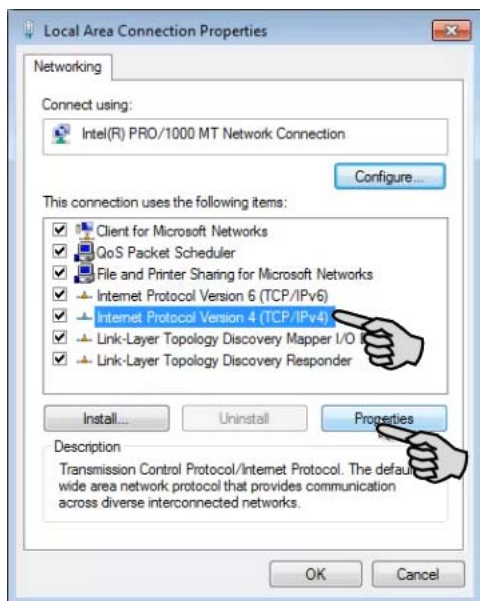 Local Area Connection Properties
Networking
Connect using:
Intel(R) PRO/1000 MT Network Connection
Configure...
This connection uses the following items:
Client for Microsoft Networks
QoS Packet Scheduler
File and Printer Sharing for Microsoft Networks
Internet Protocol Version 6 (TCP/IPv6)
Internet Protocol Version 4 (TCP/IPv4)
Link-Layer Topology Discovery Mapper I/O
Link-Layer Topology Discovery Responder
Install...
Uninstall
Properties
Description
Transmission Control Protocol/Internet Protocol. The
wide area network protocol that provides communication
across diverse interconnected networks.
OK
Cancel